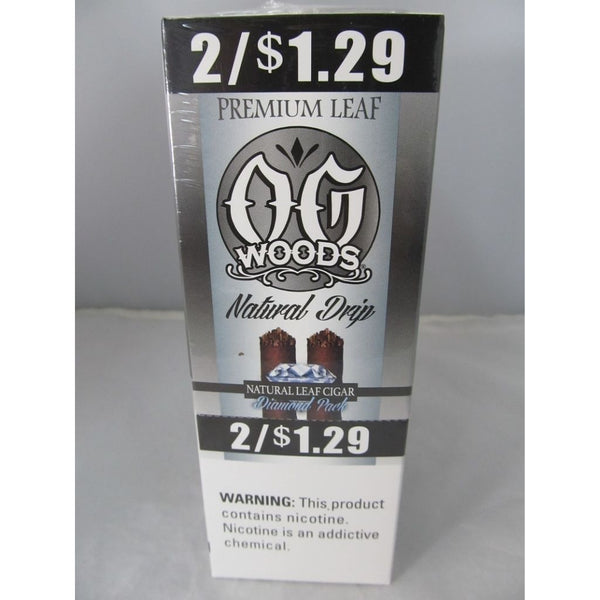 2/$1.29
PREMIUM LEAF
OG
WOODS
Natural Drip
NATURAL LEAF CIGAR
Diamond Pack
2/$1.29
WARNING: This product
contains nicotine.
Nicotine is an addictive
chemical.